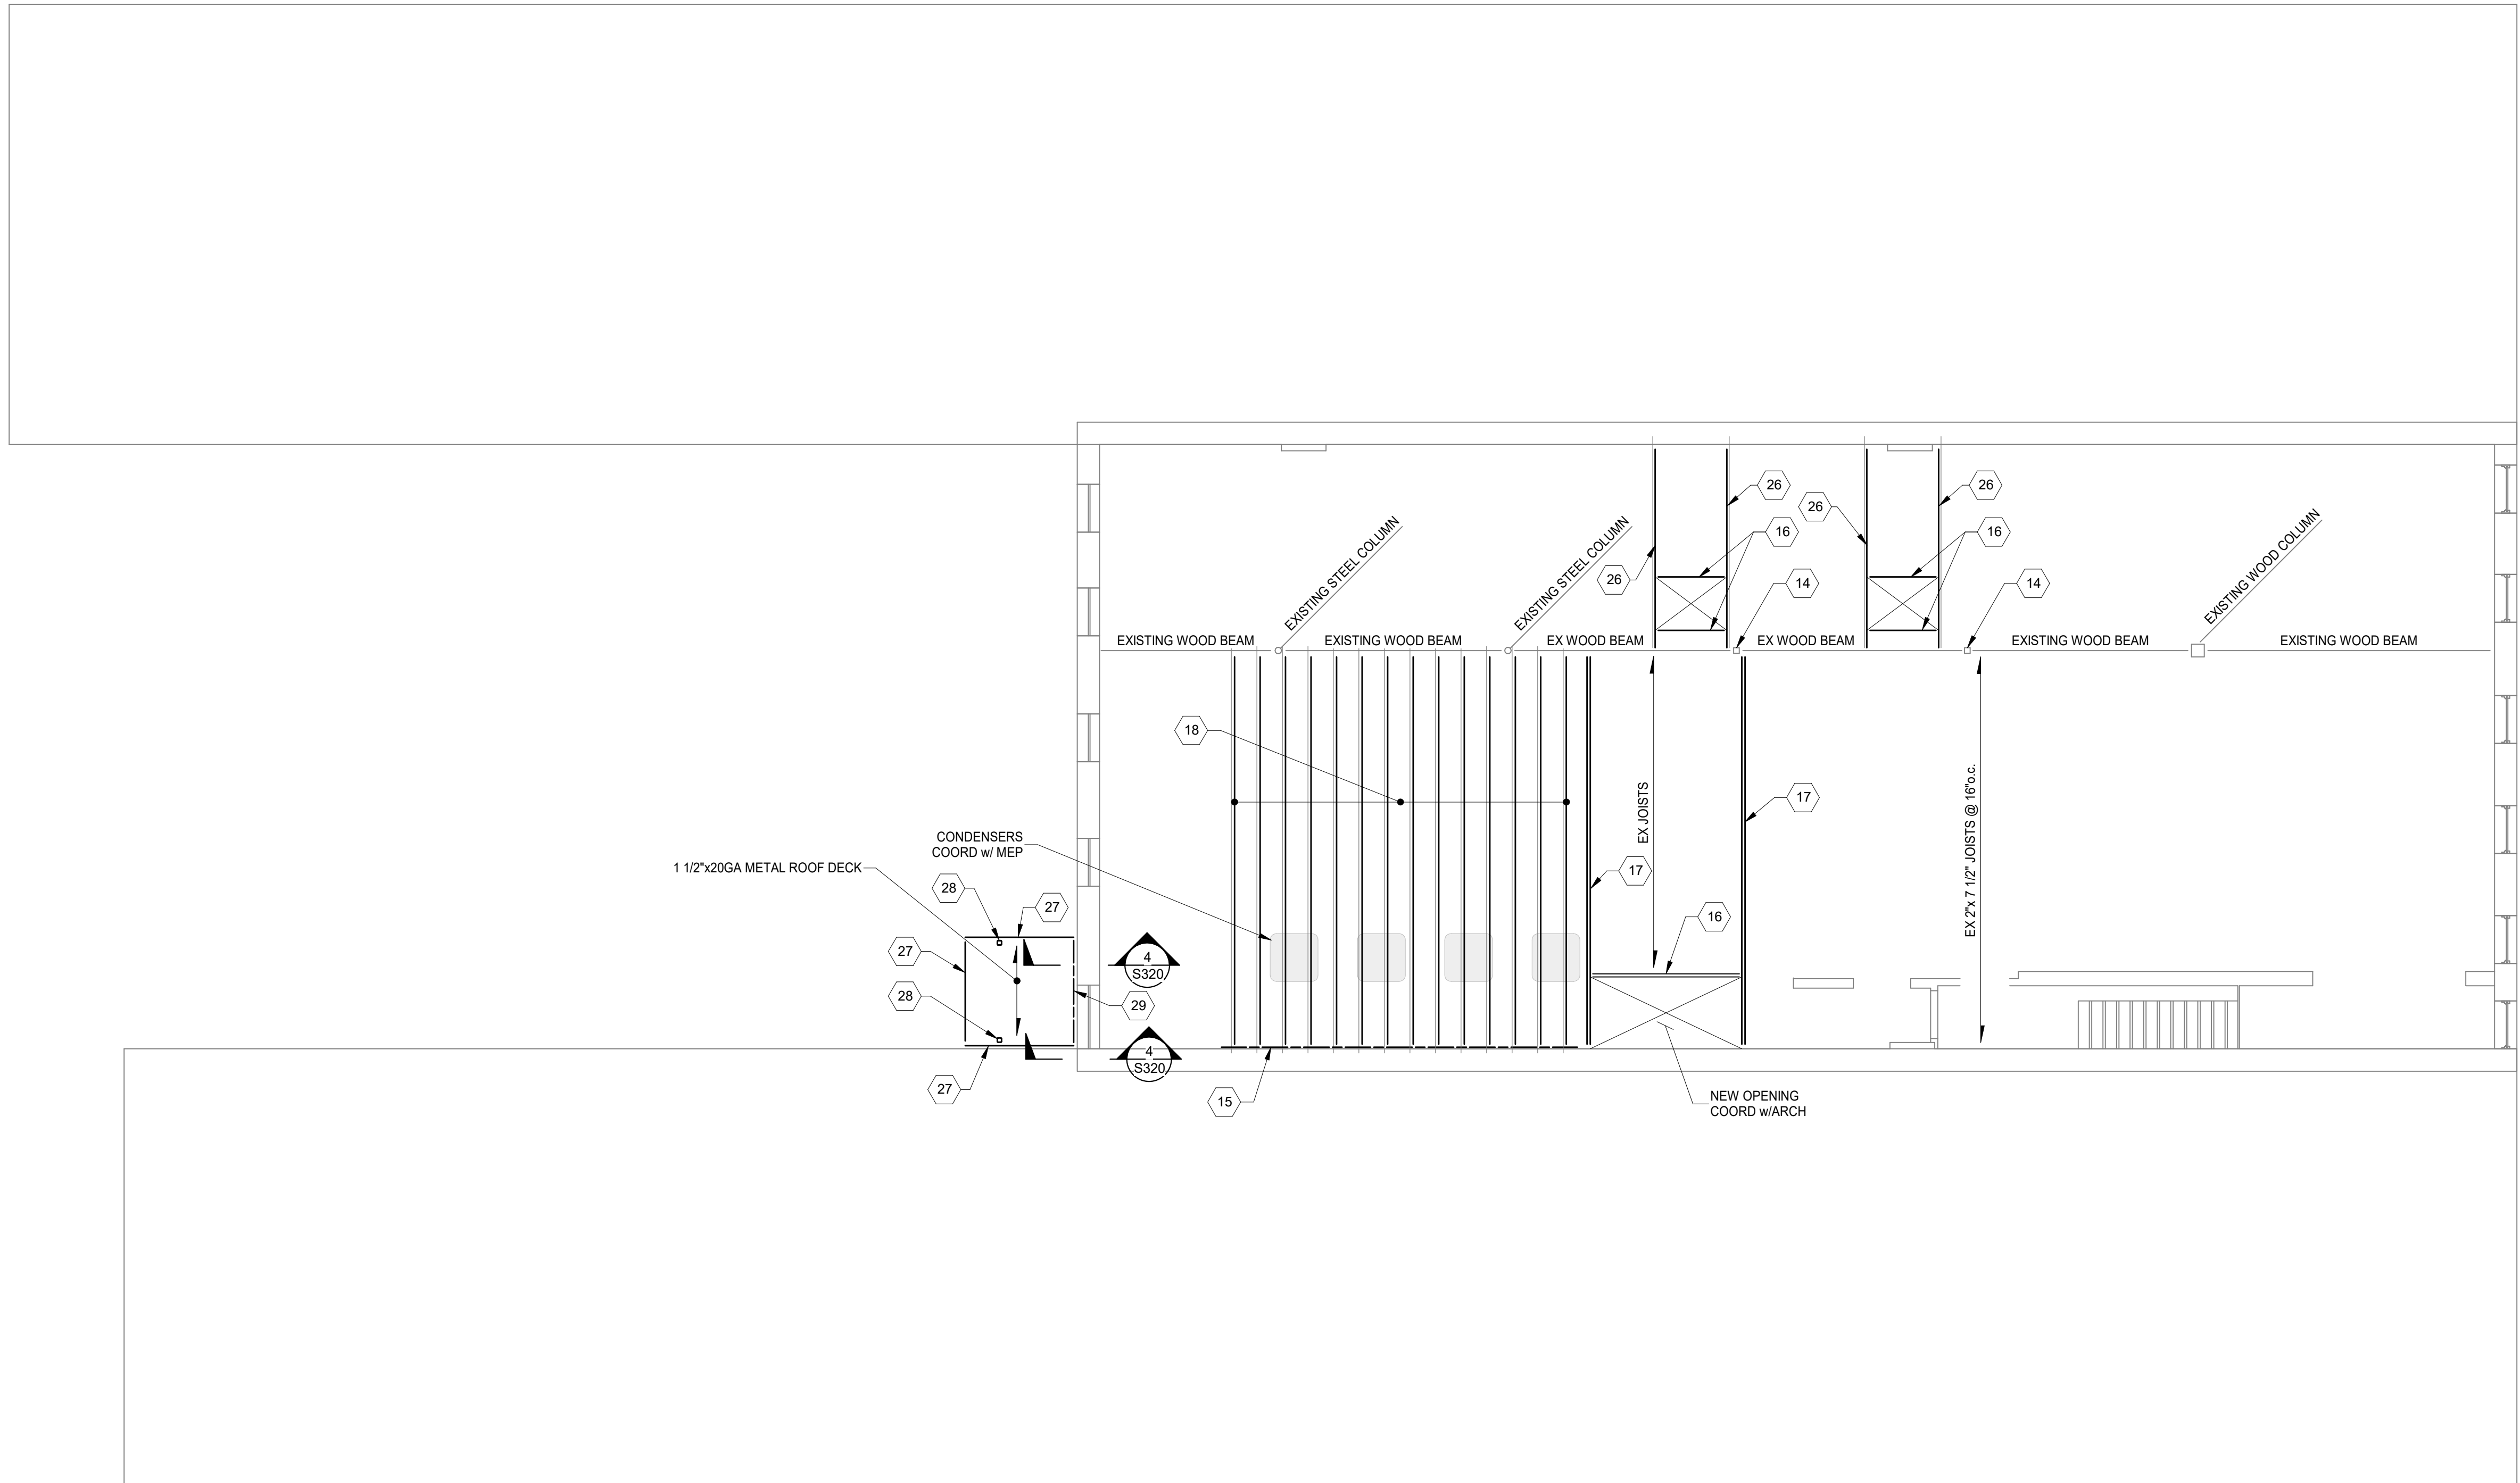 26
26
26
16
16
26
14
14
EXISTING STEEL COLUMN
EXISTING STEEL COLUMN
EXISTING WOOD COLUMN
EXISTING WOOD BEAM
EXISTING WOOD BEAM
EX WOOD BEAM
EX WOOD BEAM
EXISTING WOOD BEAM
EXISTING WOOD BEAM
18
EX JOISTS
EX 2"x 7 1/2" JOISTS @ 16"o.c.
17
CONDENSERS
COORD w/ MEP
1 1/2"x20GA METAL ROOF DECK
17
28
27
16
27
4
S320
28
29
4
S320
27
15
NEW OPENING
COORD w/ARCH